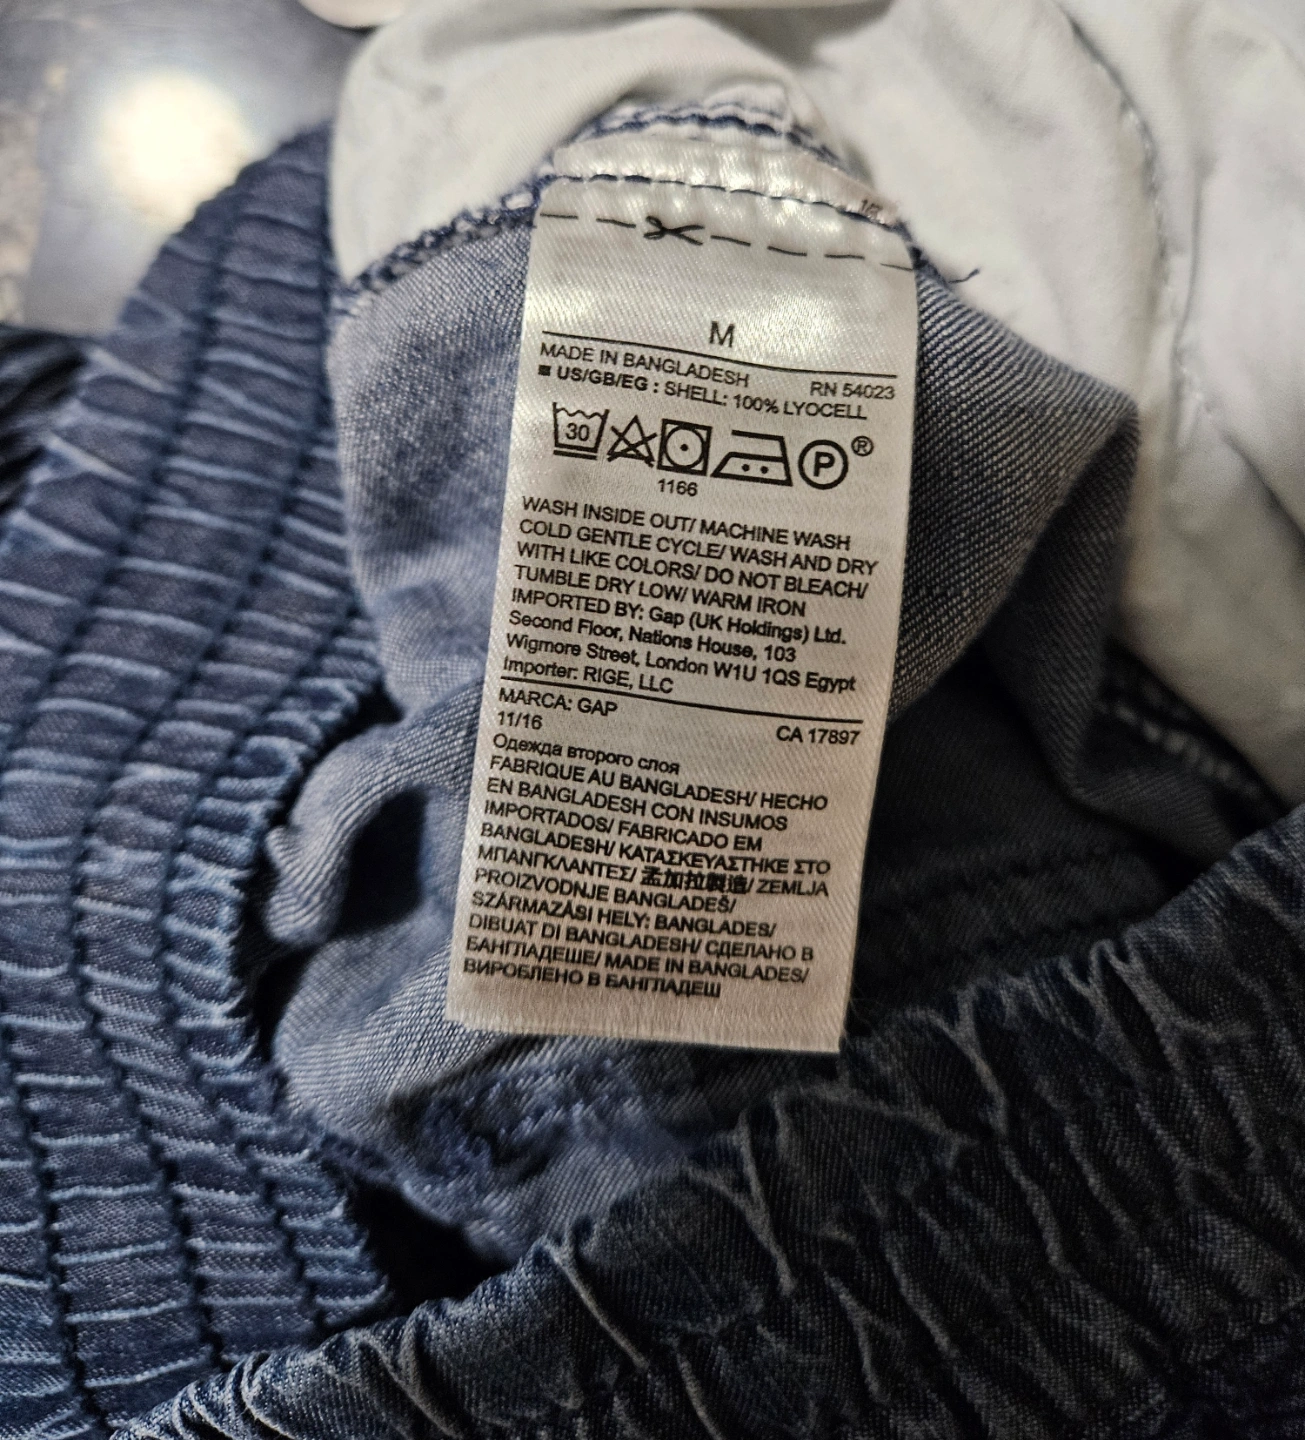 M
MADE IN BANGLADESH RN 54023
US/GB/EG : SHELL: 100% LYOCELL
30 P ®
1166
WASH INSIDE OUT/ MACHINE WASH
COLD GENTLE CYCLE/ WASH AND DRY
WITH LIKE COLORS/ DO NOT BLEACH/
TUMBLE DRY LOW/ WARM IRON
IMPORTED BY: Gap (UK Holdings) Ltd.
Second Floor, Nations House, 103
Wigmore Street, London W1U 1QS Egypt
Importer: RIGE, LLC
MARCA: GAP
11/16 CA 17897
Одежда второго слоя
FABRIQUE AU BANGLADESH/ HECHO
EN BANGLADESH CON INSUMOS
IMPORTADOS/ FABRICADO EM
BANGLADESH/ ΚΑΤΑΣΚΕΥΑΣΤΗΚΕ ΣΤΟ
ΜΠΑΝΓΚΛΑΝΤΕΣ/ 孟加拉製造/ ZEMLJA
PROIZVODNJE BANGLADEŠ/
SZÁRMAZÁSI HELY: BANGLADES/
DIBUAT DI BANGLADESH/ СДЕЛАНО В
БАНГЛАДЕШЕ/ MADE IN BANGLADES/
ВИРОБЛЕНО В БАНГЛАДЕШ